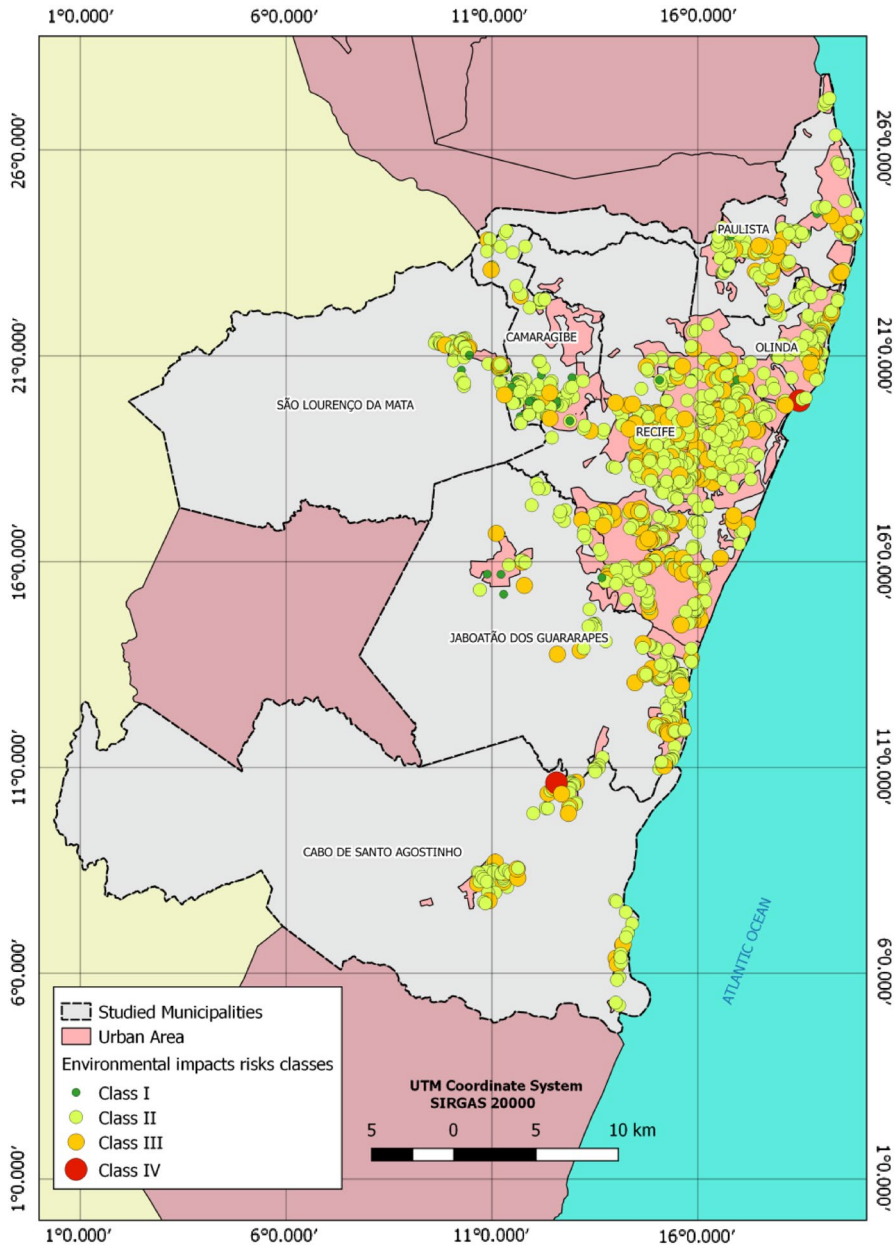 1°0.000′ 6°0.000′ 11°0.000′ 16°0.000′
26°0.000′ 26°0.000′
PAULISTA
21°0.000′ CAMARAGIBE OLINDA 21°0.000′
SÃO LOURENÇO DA MATA
RECIFE
16°0.000′ 16°0.000′
JABOATÃO DOS GUARARAPES
11°0.000′ 11°0.000′
CABO DE SANTO AGOSTINHO
ATLANTIC OCEAN
6°0.000′ 6°0.000′
Studied Municipalities
Urban Area
Environmental impacts risks classes
Class I
Class II
Class III
Class IV
UTM Coordinate System
SIRGAS 20000
5 0 5 10 km
1°0.000′ 1°0.000′
1°0.000′ 6°0.000′ 11°0.000′ 16°0.000′